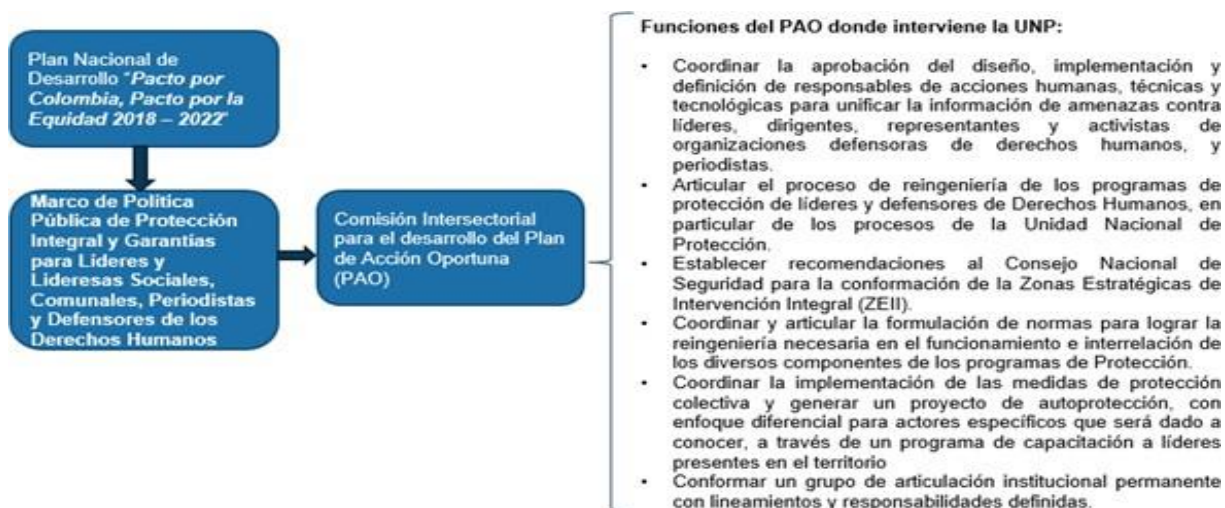 Plan Nacional de
Desarrollo "Pacto por
Colombia, Pacto por la
Equidad 2018 – 2022"
Marco de Política
Pública de Protección
Integral y Garantías
para Lideres y
Lideresas Sociales,
Comunales, Periodistas
y Defensores de los
Derechos Humanos
Comisión Intersectorial
para el desarrollo del Plan
de Acción Oportuna
(PAO)
Funciones del PAO donde interviene la UNP:
• Coordinar la aprobación del diseño, implementación y
definición de responsables de acciones humanas, técnicas y
tecnológicas para unificar la información de amenazas contra
líderes, dirigentes, representantes y activistas de
organizaciones defensoras de derechos humanos, y
periodistas.
• Articular el proceso de reingeniería de los programas de
protección de líderes y defensores de Derechos Humanos, en
particular de los procesos de la Unidad Nacional de
Protección.
• Establecer recomendaciones al Consejo Nacional de
Seguridad para la conformación de la Zonas Estratégicas de
Intervención Integral (ZEII).
• Coordinar y articular la formulación de normas para lograr la
reingeniería necesaria en el funcionamiento e interrelación de
los diversos componentes de los programas de Protección.
• Coordinar la implementación de las medidas de protección
colectiva y generar un proyecto de autoprotección, con
enfoque diferencial para actores específicos que será dado a
conocer, a través de un programa de capacitación a líderes
presentes en el territorio
• Conformar un grupo de articulación institucional permanente
con lineamientos y responsabilidades definidas.